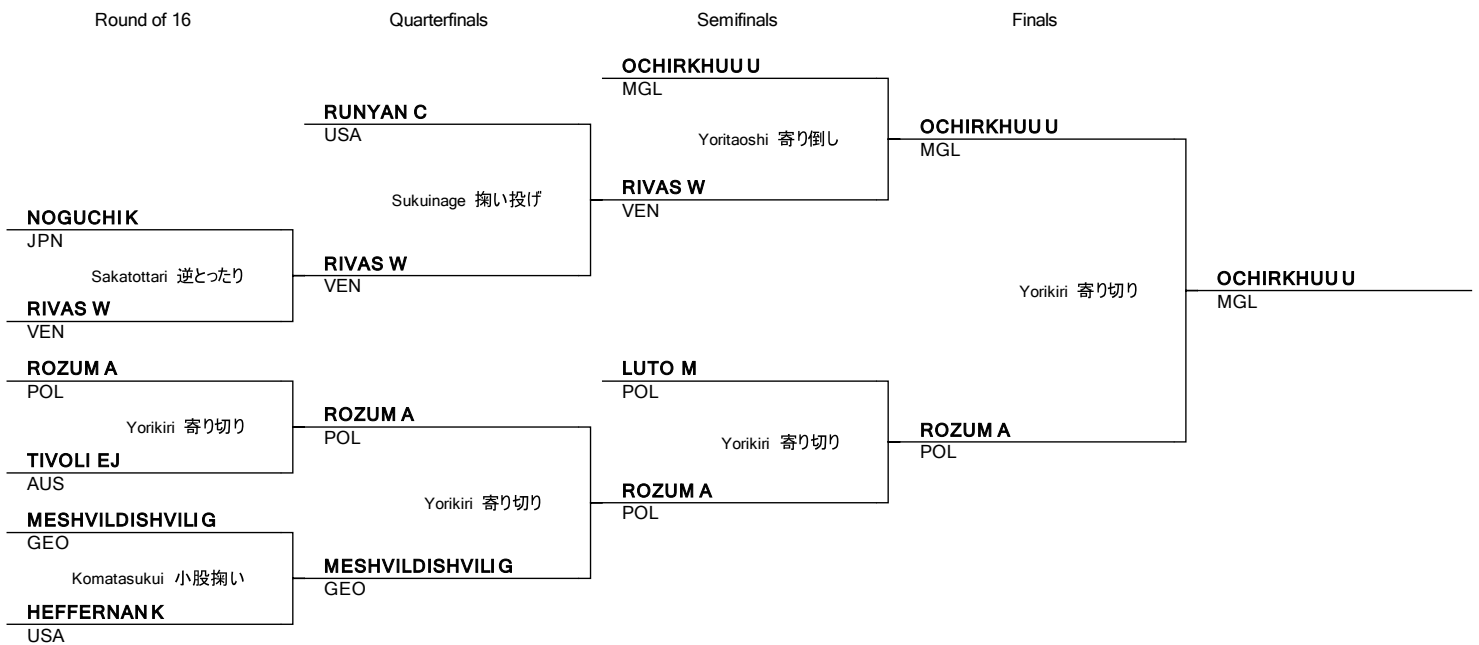 Round of 16 Quarterfinals Semifinals Finals
OCHIRKHUU U
MGL
RUNYAN C
USA
Yoritaoshi 寄り倒し
OCHIRKHUU U
MGL
Sukuinage 掬い投げ
RIVAS W
VEN
NOGUCHI K
JPN
Sakatottari 逆とったり
RIVAS W
VEN
RIVAS W
VEN
Yorikiri 寄り切り
OCHIRKHUU U
MGL
ROZUM A
POL
LUTO M
POL
Yorikiri 寄り切り
ROZUM A
POL
Yorikiri 寄り切り
ROZUM A
POL
TIVOLI EJ
AUS
Yorikiri 寄り切り
ROZUM A
POL
MESHVILDISHVILI G
GEO
Komatasukui 小股掬い
MESHVILDISHVILI G
GEO
HEFFERNAN K
USA